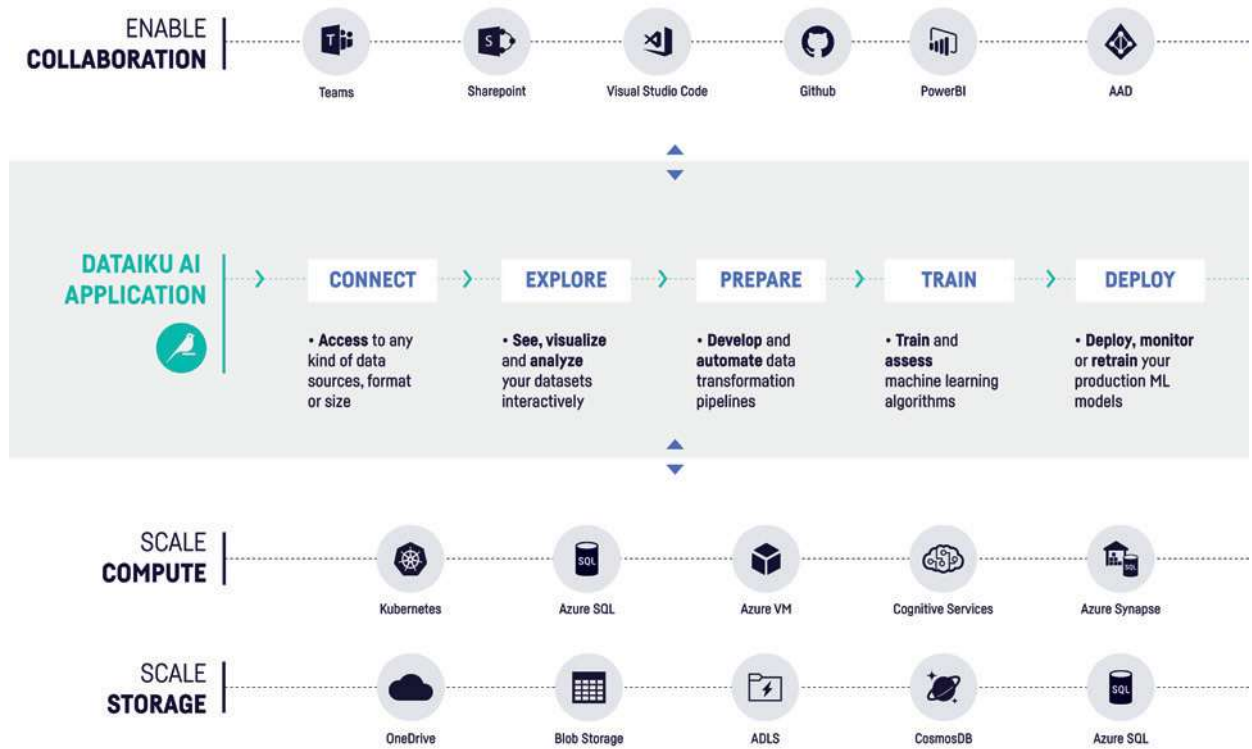 ENABLE
COLLABORATION
Teams
Sharepoint
Visual Studio Code
Github
PowerBI
AAD
DATAIKU AI
APPLICATION
CONNECT
EXPLORE
PREPARE
TRAIN
DEPLOY
• Access to any
kind of data
sources, format
or size
• See, visualize
and analyze
your datasets
interactively
• Develop and
automate data
transformation
pipelines
• Train and
assess
machine learning
algorithms
• Deploy, monitor
or retrain your
production ML
models
SCALE
COMPUTE
SQL
SQL
Kubernetes
Azure SQL
Azure VM
Cognitive Services
Azure Synapse
SCALE
STORAGE
SQL
OneDrive
Blob Storage
ADLS
CosmosDB
Azure SQL